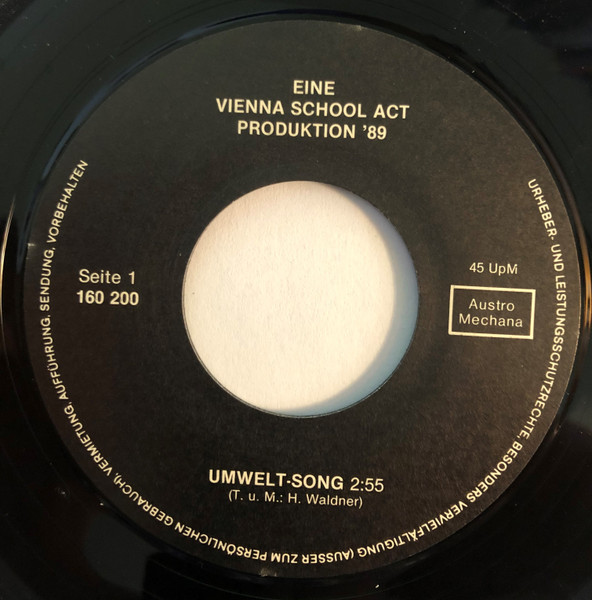 EINE
VIENNA SCHOOL ACT
PRODUKTION '89
Seite 1
160 200
45 UpM
Austro
Mechana
UMWELT-SONG 2:55
(T. u. M.: H. Waldner)
URHEBER- UND LEISTUNGSSCHUTZRECHTE, BESONDERS VERVIELFÄLTIGUNG (AUSSER ZUM PERSÖNLICHEN GEBRAUCH), VERMIETUNG, AUFFÜHRUNG, SENDUNG, VORBEHALTEN